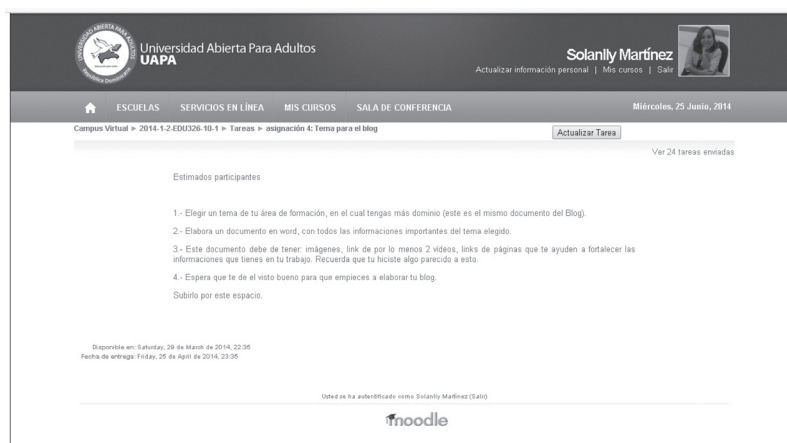 UNIVERSIDAD ABIERTA PARA ADULTOS
República Dominicana
Universidad Abierta Para Adultos
UAPA
Solanlly Martínez
Actualizar información personal | Mis cursos | Salir
ESCUELAS SERVICIOS EN LÍNEA MIS CURSOS SALA DE CONFERENCIA Miércoles, 25 Junio, 2014
Campus Virtual ► 2014-1-2-EDU326-10-1 ► Tareas ► asignación 4: Tema para el blog Actualizar Tarea
Ver 24 tareas enviadas
Estimados participantes
1.- Elegir un tema de tu área de formación, en el cual tengas más dominio (este es el mismo documento del Blog).
2.- Elabora un documento en word, con todos las informaciones importantes del tema elegido.
3.- Este documento debe de tener: imágenes, link de por lo menos 2 vídeos, links de páginas que te ayuden a fortalecer las
informaciones que tienes en tu trabajo. Recuerda que tu hiciste algo parecido a esto.
4.- Espera que te de el visto bueno para que empieces a elaborar tu blog.
Subirlo por este espacio.
Disponible en: Saturday, 29 de March de 2014, 22:35
Fecha de entrega: Friday, 25 de April de 2014, 23:35
Usted se ha autentificado como Solanlly Martínez (Salir)
moodle